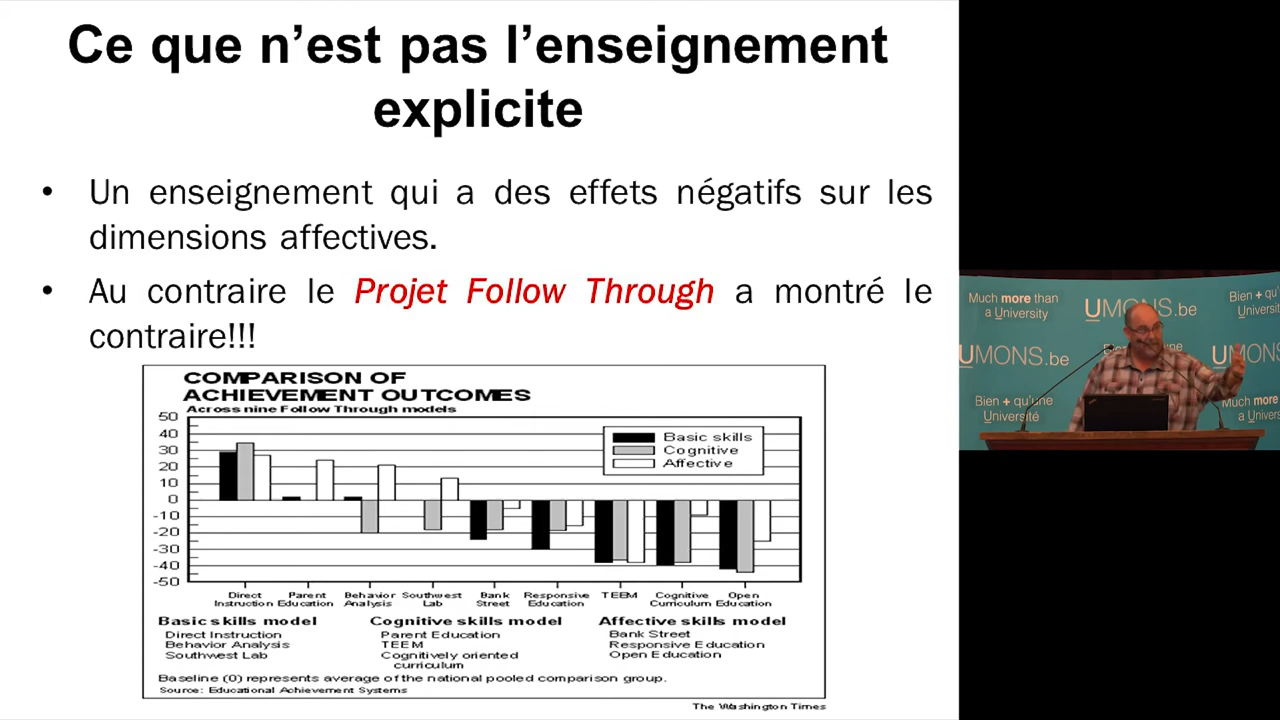 Ce que n’est pas l’enseignement
explicite
• Un enseignement qui a des effets négatifs sur les
dimensions affectives.
• Au contraire le Projet Follow Through a montré le
contraire!!!
COMPARISON OF
ACHIEVEMENT OUTCOMES
Across nine Follow Through models
50
40
30
20
10
0
-10
-20
-30
-40
-50
Basic skills
Cognitive
Affective
Direct Instruction
Parent Education
Behavior Analysis
Southwest Lab
Bank Street
Responsive Education
TEEM
Cognitive Curriculum
Open Education
Basic skills model
Direct Instruction
Behavior Analysis
Southwest Lab
Cognitive skills model
Parent Education
TEEM
Cognitively oriented
curriculum
Affective skills model
Bank Street
Responsive Education
Open Education
Baseline (0) represents average of the national pooled comparison group.
Source: Educational Achievement Systems
The Washington Times
Much more than
a University
UMONS.be
Bien + qu'
Univers
UMONS.be
UMONS
Bien + qu'une
Université
Much more
a Univers